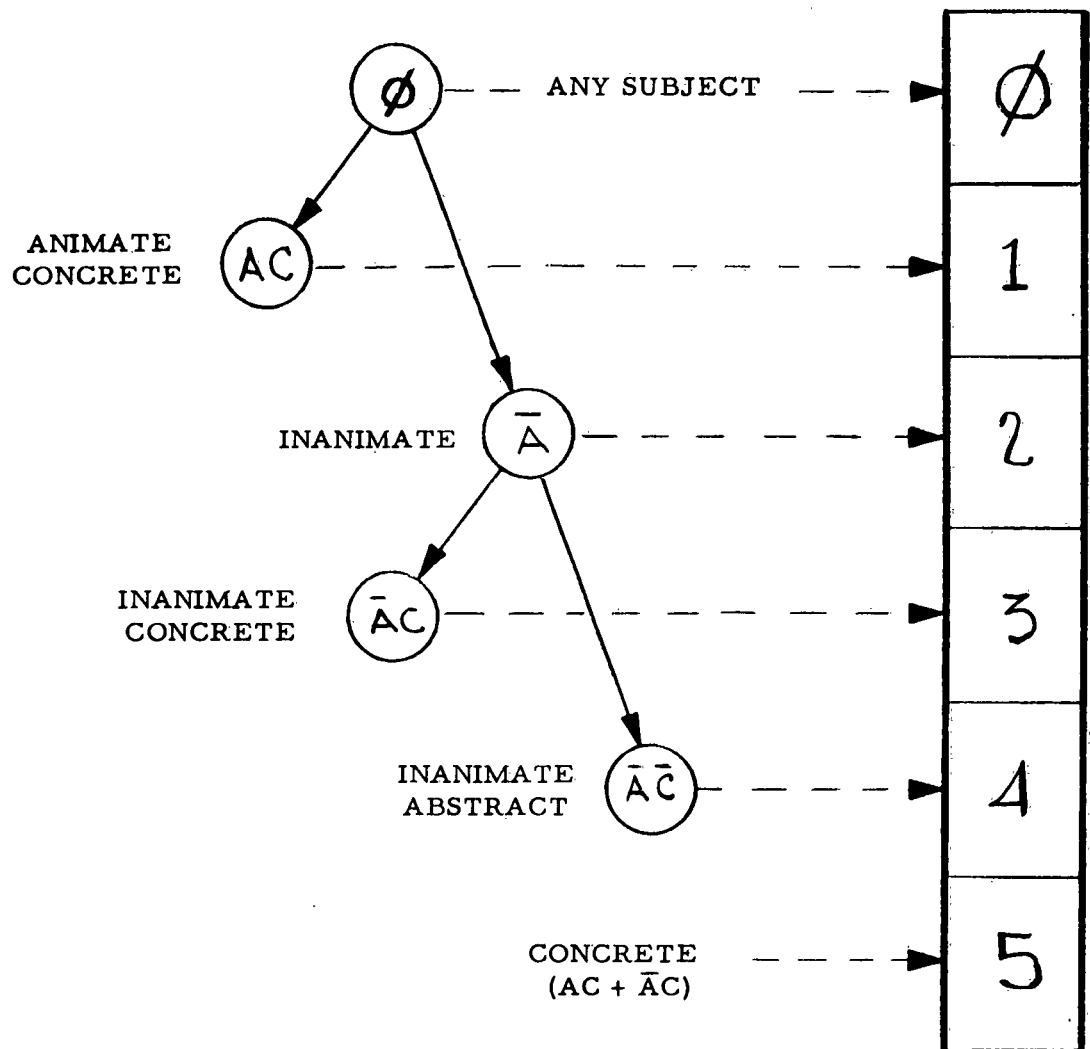 ϕ
ANY SUBJECT
∅
ANIMATE
CONCRETE
AC
1
INANIMATE
Ā
2
INANIMATE
CONCRETE
ĀC
3
INANIMATE
ABSTRACT
ĀC̄
4
CONCRETE
(AC + ĀC)
5